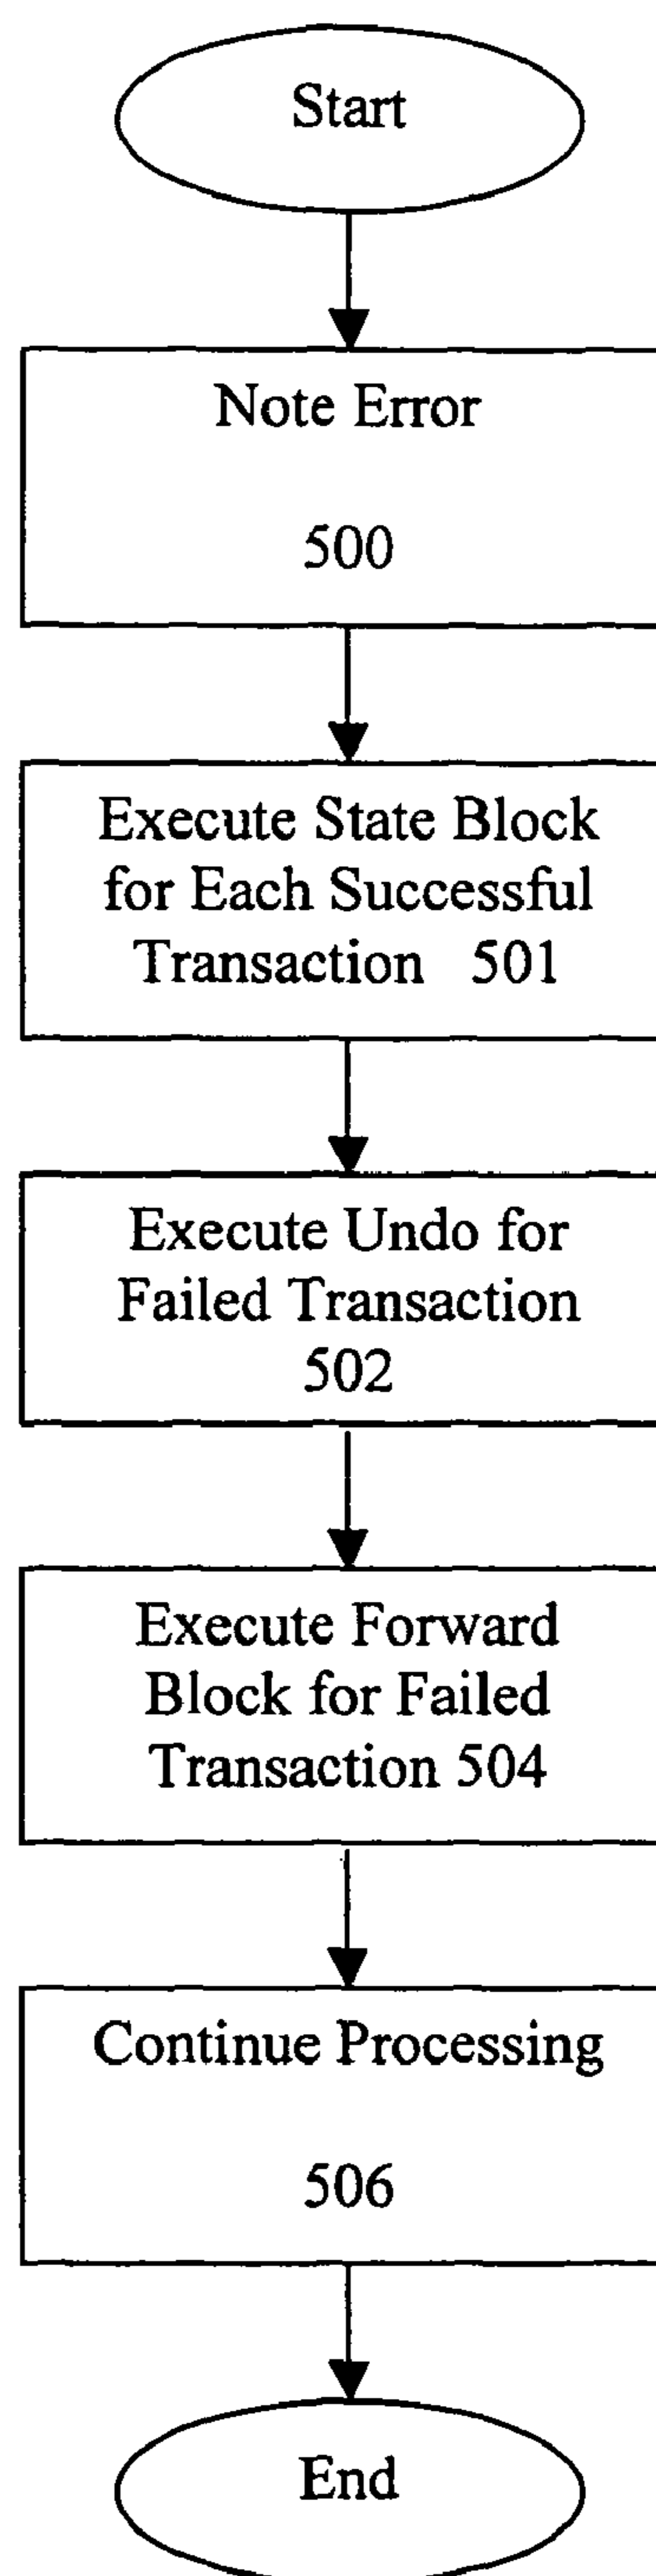 Start
Note Error
500
Execute State Block
for Each Successful
Transaction 501
Execute Undo for
Failed Transaction
502
Execute Forward
Block for Failed
Transaction 504
Continue Processing
506
End